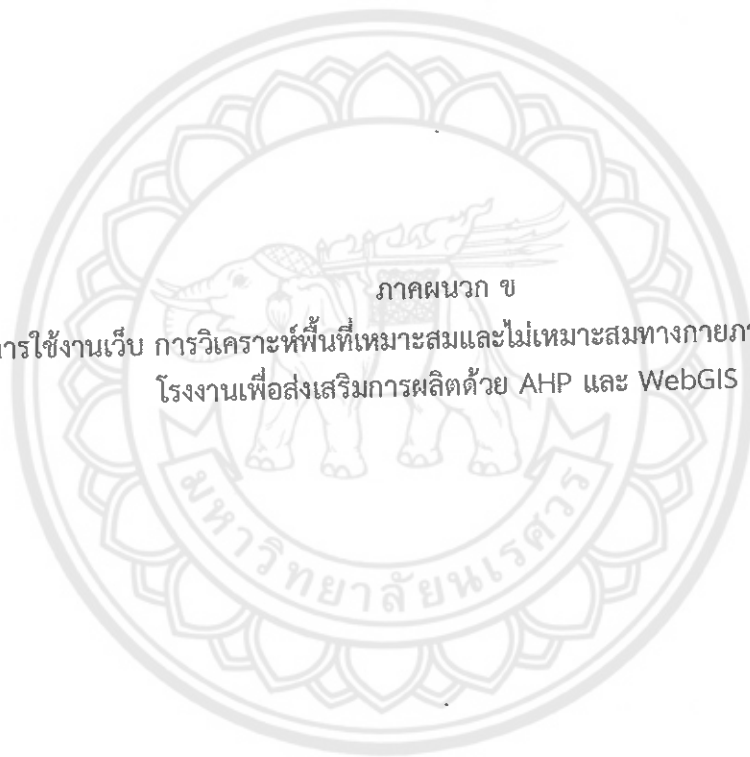 ภาคผนวก ข
การใช้งานเว็บ การวิเคราะห์พื้นที่เหมาะสมและไม่เหมาะสมทางกายภา
โรงงานเพื่อส่งเสริมการผลิตด้วย AHP และ WebGIS
มหาวิทยาลัยนเรศวร